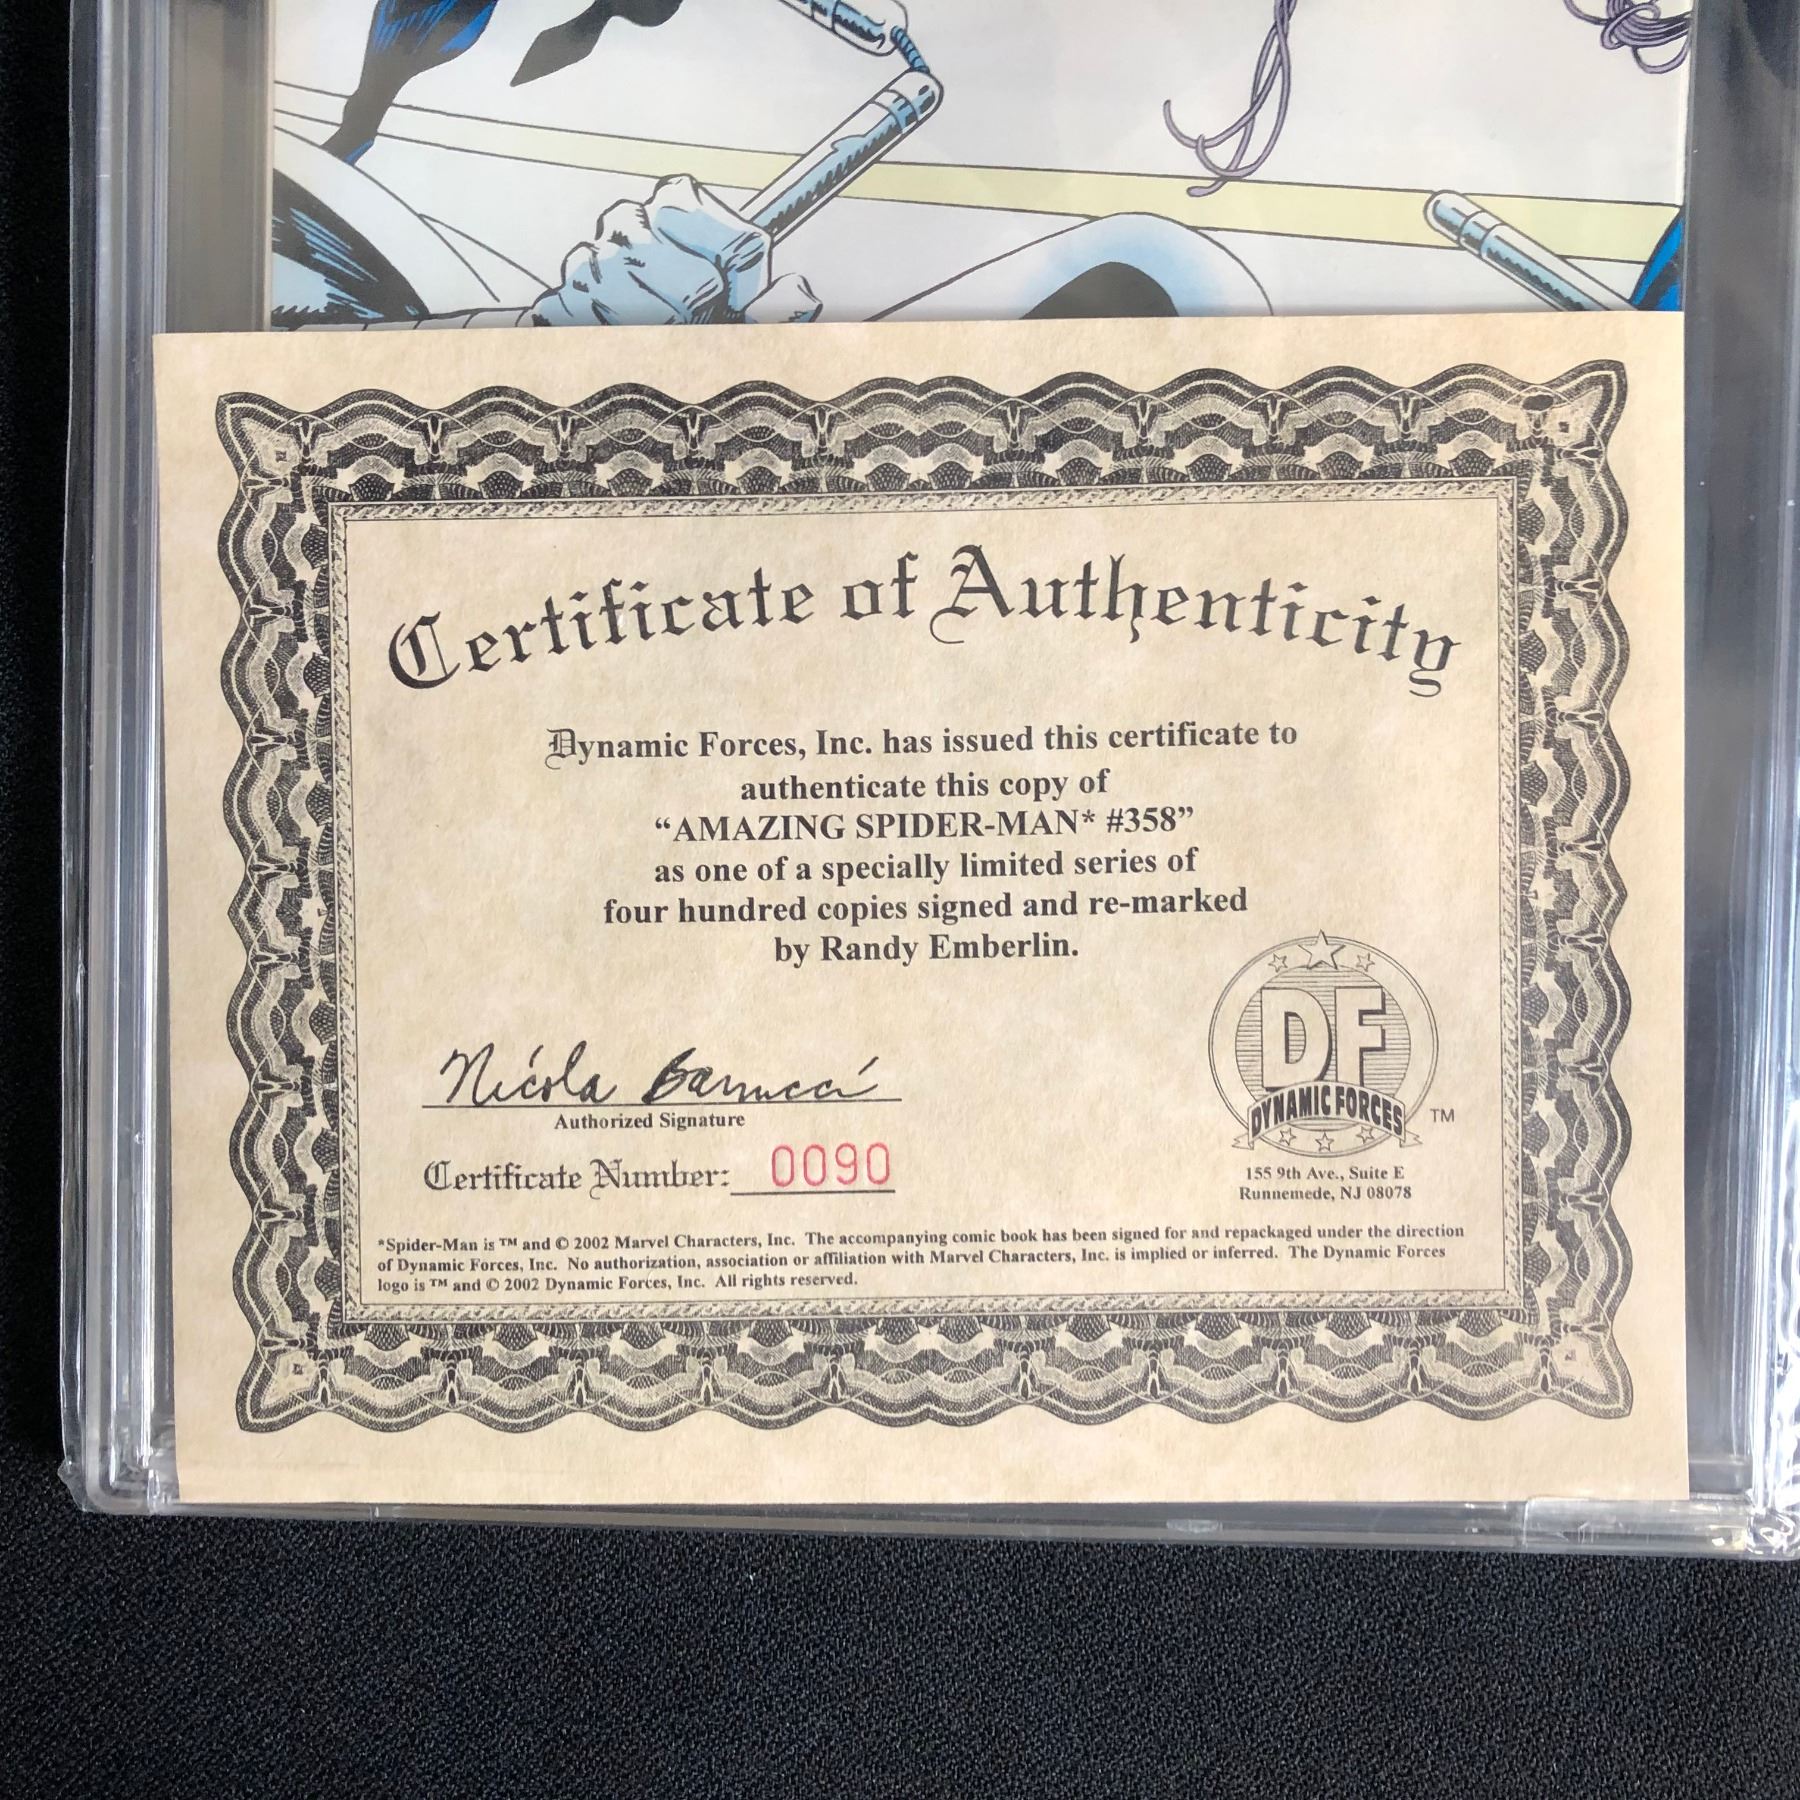 Certificate of Authenticity
Dynamic Forces, Inc. has issued this certificate to
authenticate this copy of
“AMAZING SPIDER-MAN* #358”
as one of a specially limited series of
four hundred copies signed and re-marked
by Randy Emberlin.
Nicola Barrucci
Authorized Signature
Certificate Number: 0090
DF
DYNAMIC FORCES
TM
155 9th Ave., Suite E
Runnemede, NJ 08078
*Spider-Man is ™ and © 2002 Marvel Characters, Inc. The accompanying comic book has been signed for and repackaged under the direction
of Dynamic Forces, Inc. No authorization, association or affiliation with Marvel Characters, Inc. is implied or inferred. The Dynamic Forces
logo is ™ and © 2002 Dynamic Forces, Inc. All rights reserved.